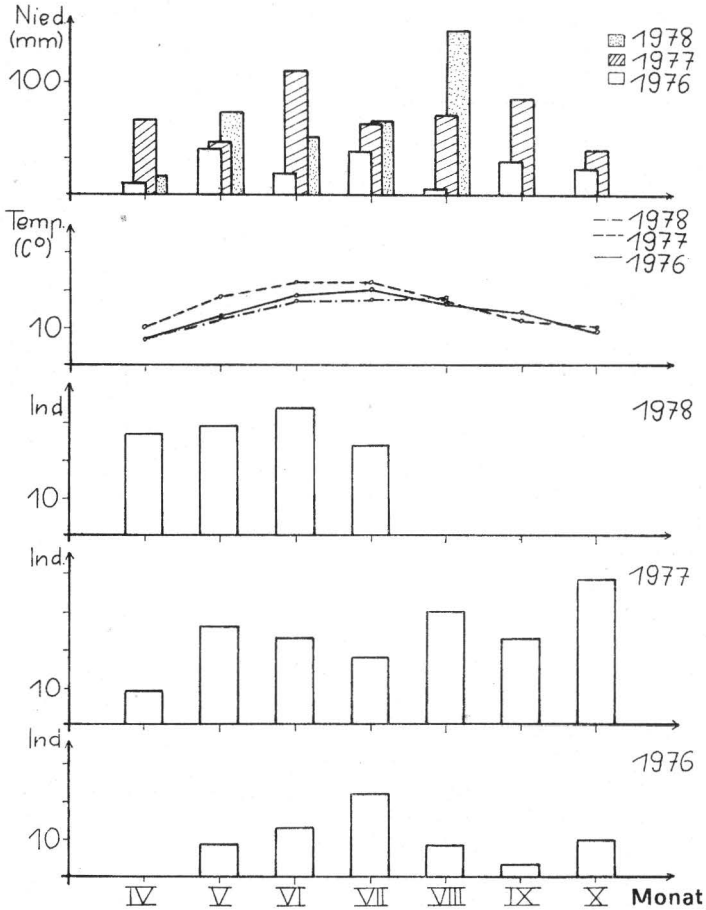 Nied.
(mm)
100
1978
1977
1976
Temp.
(C°)
10
1978
1977
1976
Ind.
10
1978
Ind.
10
1977
Ind.
10
1976
IV V VI VII VIII IX X Monat